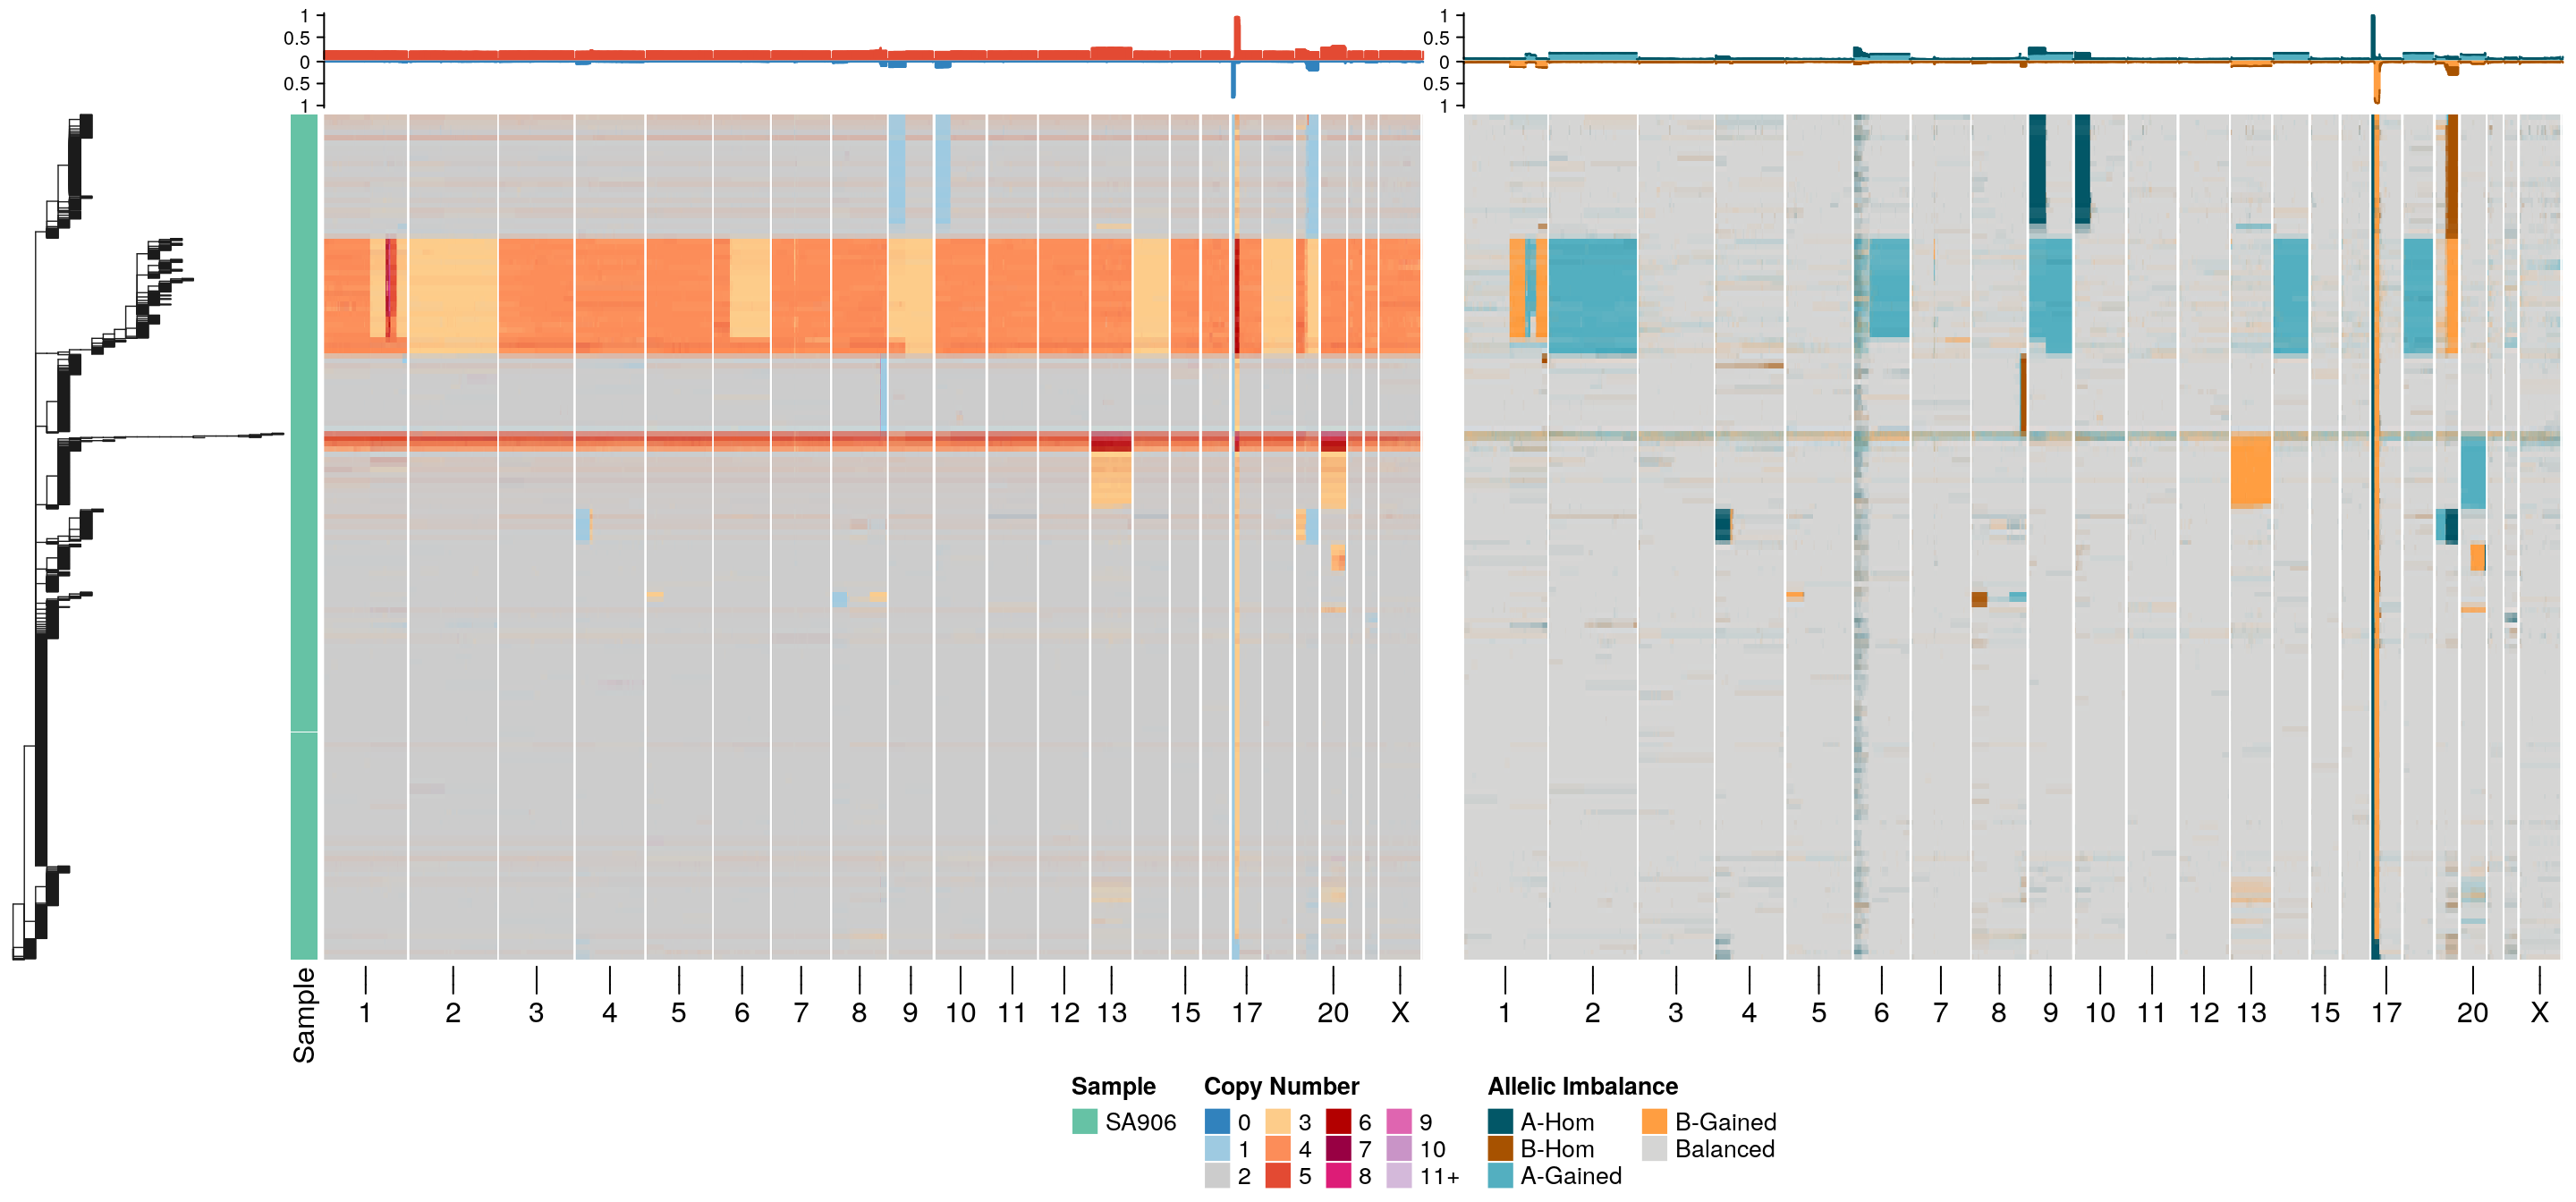 1
0.5
0
0.5
1
1
0.5
0
0.5
1
Sample
1 2 3 4 5 6 7 8 9 10 11 12 13 15 17 20 X
1 2 3 4 5 6 7 8 9 10 11 12 13 15 17 20 X
Sample
SA906
Copy Number
0 3 6 9
1 4 7 10
2 5 8 11+
Allelic Imbalance
A-Hom B-Gained
B-Hom Balanced
A-Gained